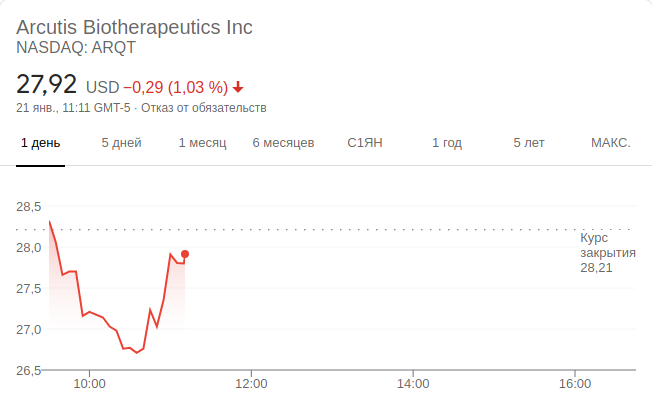 Arcutis Biotherapeutics Inc
NASDAQ: ARQT
27,92 USD −0,29 (1,03 %)
21 янв., 11:11 GMT-5 · Отказ от обязательств
1 день 5 дней 1 месяц 6 месяцев С1ЯН 1 год 5 лет МАКС.
28,5
28,0
27,5
27,0
26,5
Курс
закрытия
28,21
10:00 12:00 14:00 16:00